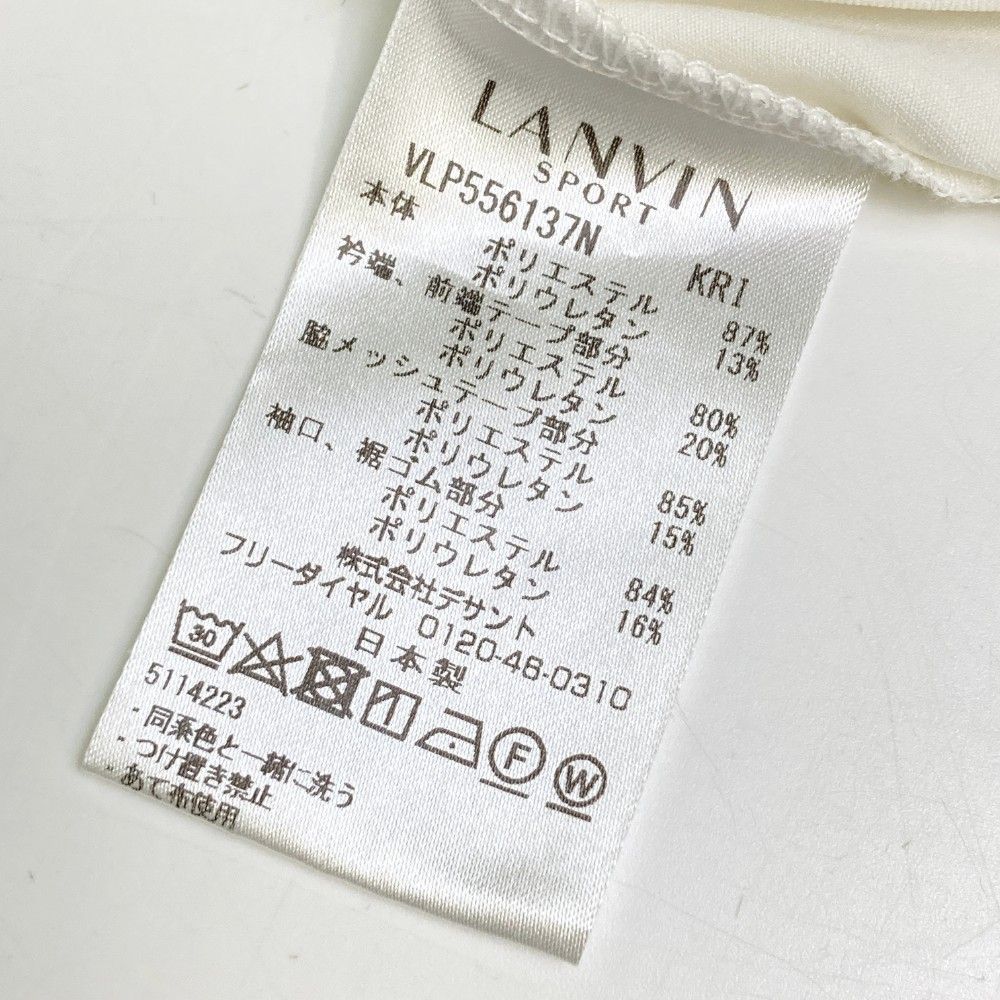 LANVIN
SPORT
VLP556137N KRI
本体
ポリエステル 87%
ポリウレタン 13%
衿端、前端テープ部分
ポリエステル 80%
ポリウレタン 20%
脇メッシュテープ部分
ポリエステル 85%
ポリウレタン 15%
袖口、裾ゴム部分
ポリエステル 84%
ポリウレタン 16%
株式会社デサント
フリーダイヤル 0120-46-0310
日本製
30 F W
5114223
・同系色と一緒に洗う
・つけ置き禁止
・あて布使用